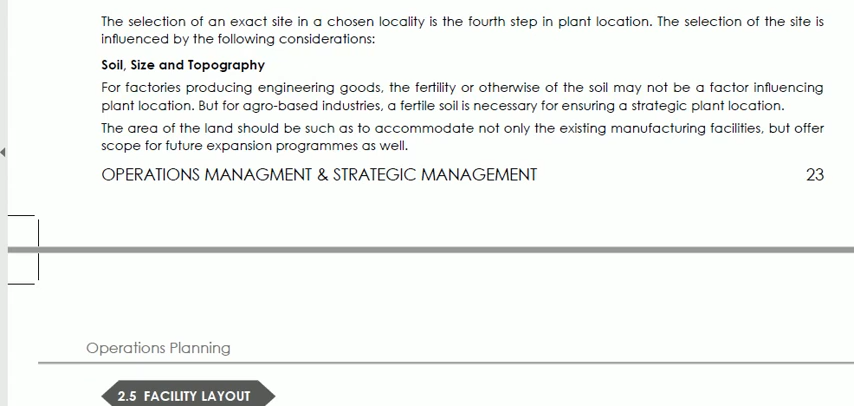 The selection of an exact site in a chosen locality is the fourth step in plant location. The selection of the site is
influenced by the following considerations:
Soil, Size and Topography
For factories producing engineering goods, the fertility or otherwise of the soil may not be a factor influencing
plant location. But for agro-based industries, a fertile soil is necessary for ensuring a strategic plant location.
The area of the land should be such as to accommodate not only the existing manufacturing facilities, but offer
scope for future expansion programmes as well.
OPERATIONS MANAGMENT & STRATEGIC MANAGEMENT 23
Operations Planning
2.5 FACILITY LAYOUT